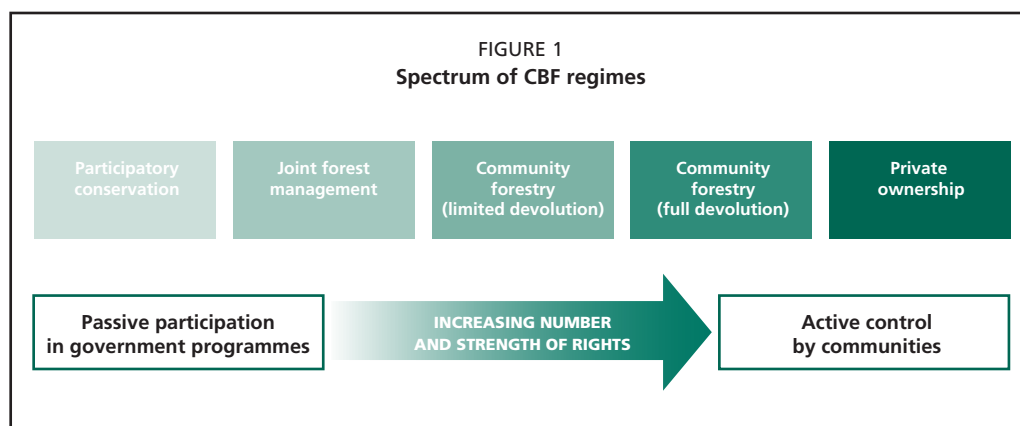 FIGURE 1
Spectrum of CBF regimes
Participatory
conservation
Joint forest
management
Community
forestry
(limited devolution)
Community
forestry
(full devolution)
Private
ownership
Passive participation
in government programmes
INCREASING NUMBER
AND STRENGTH OF RIGHTS
Active control
by communities